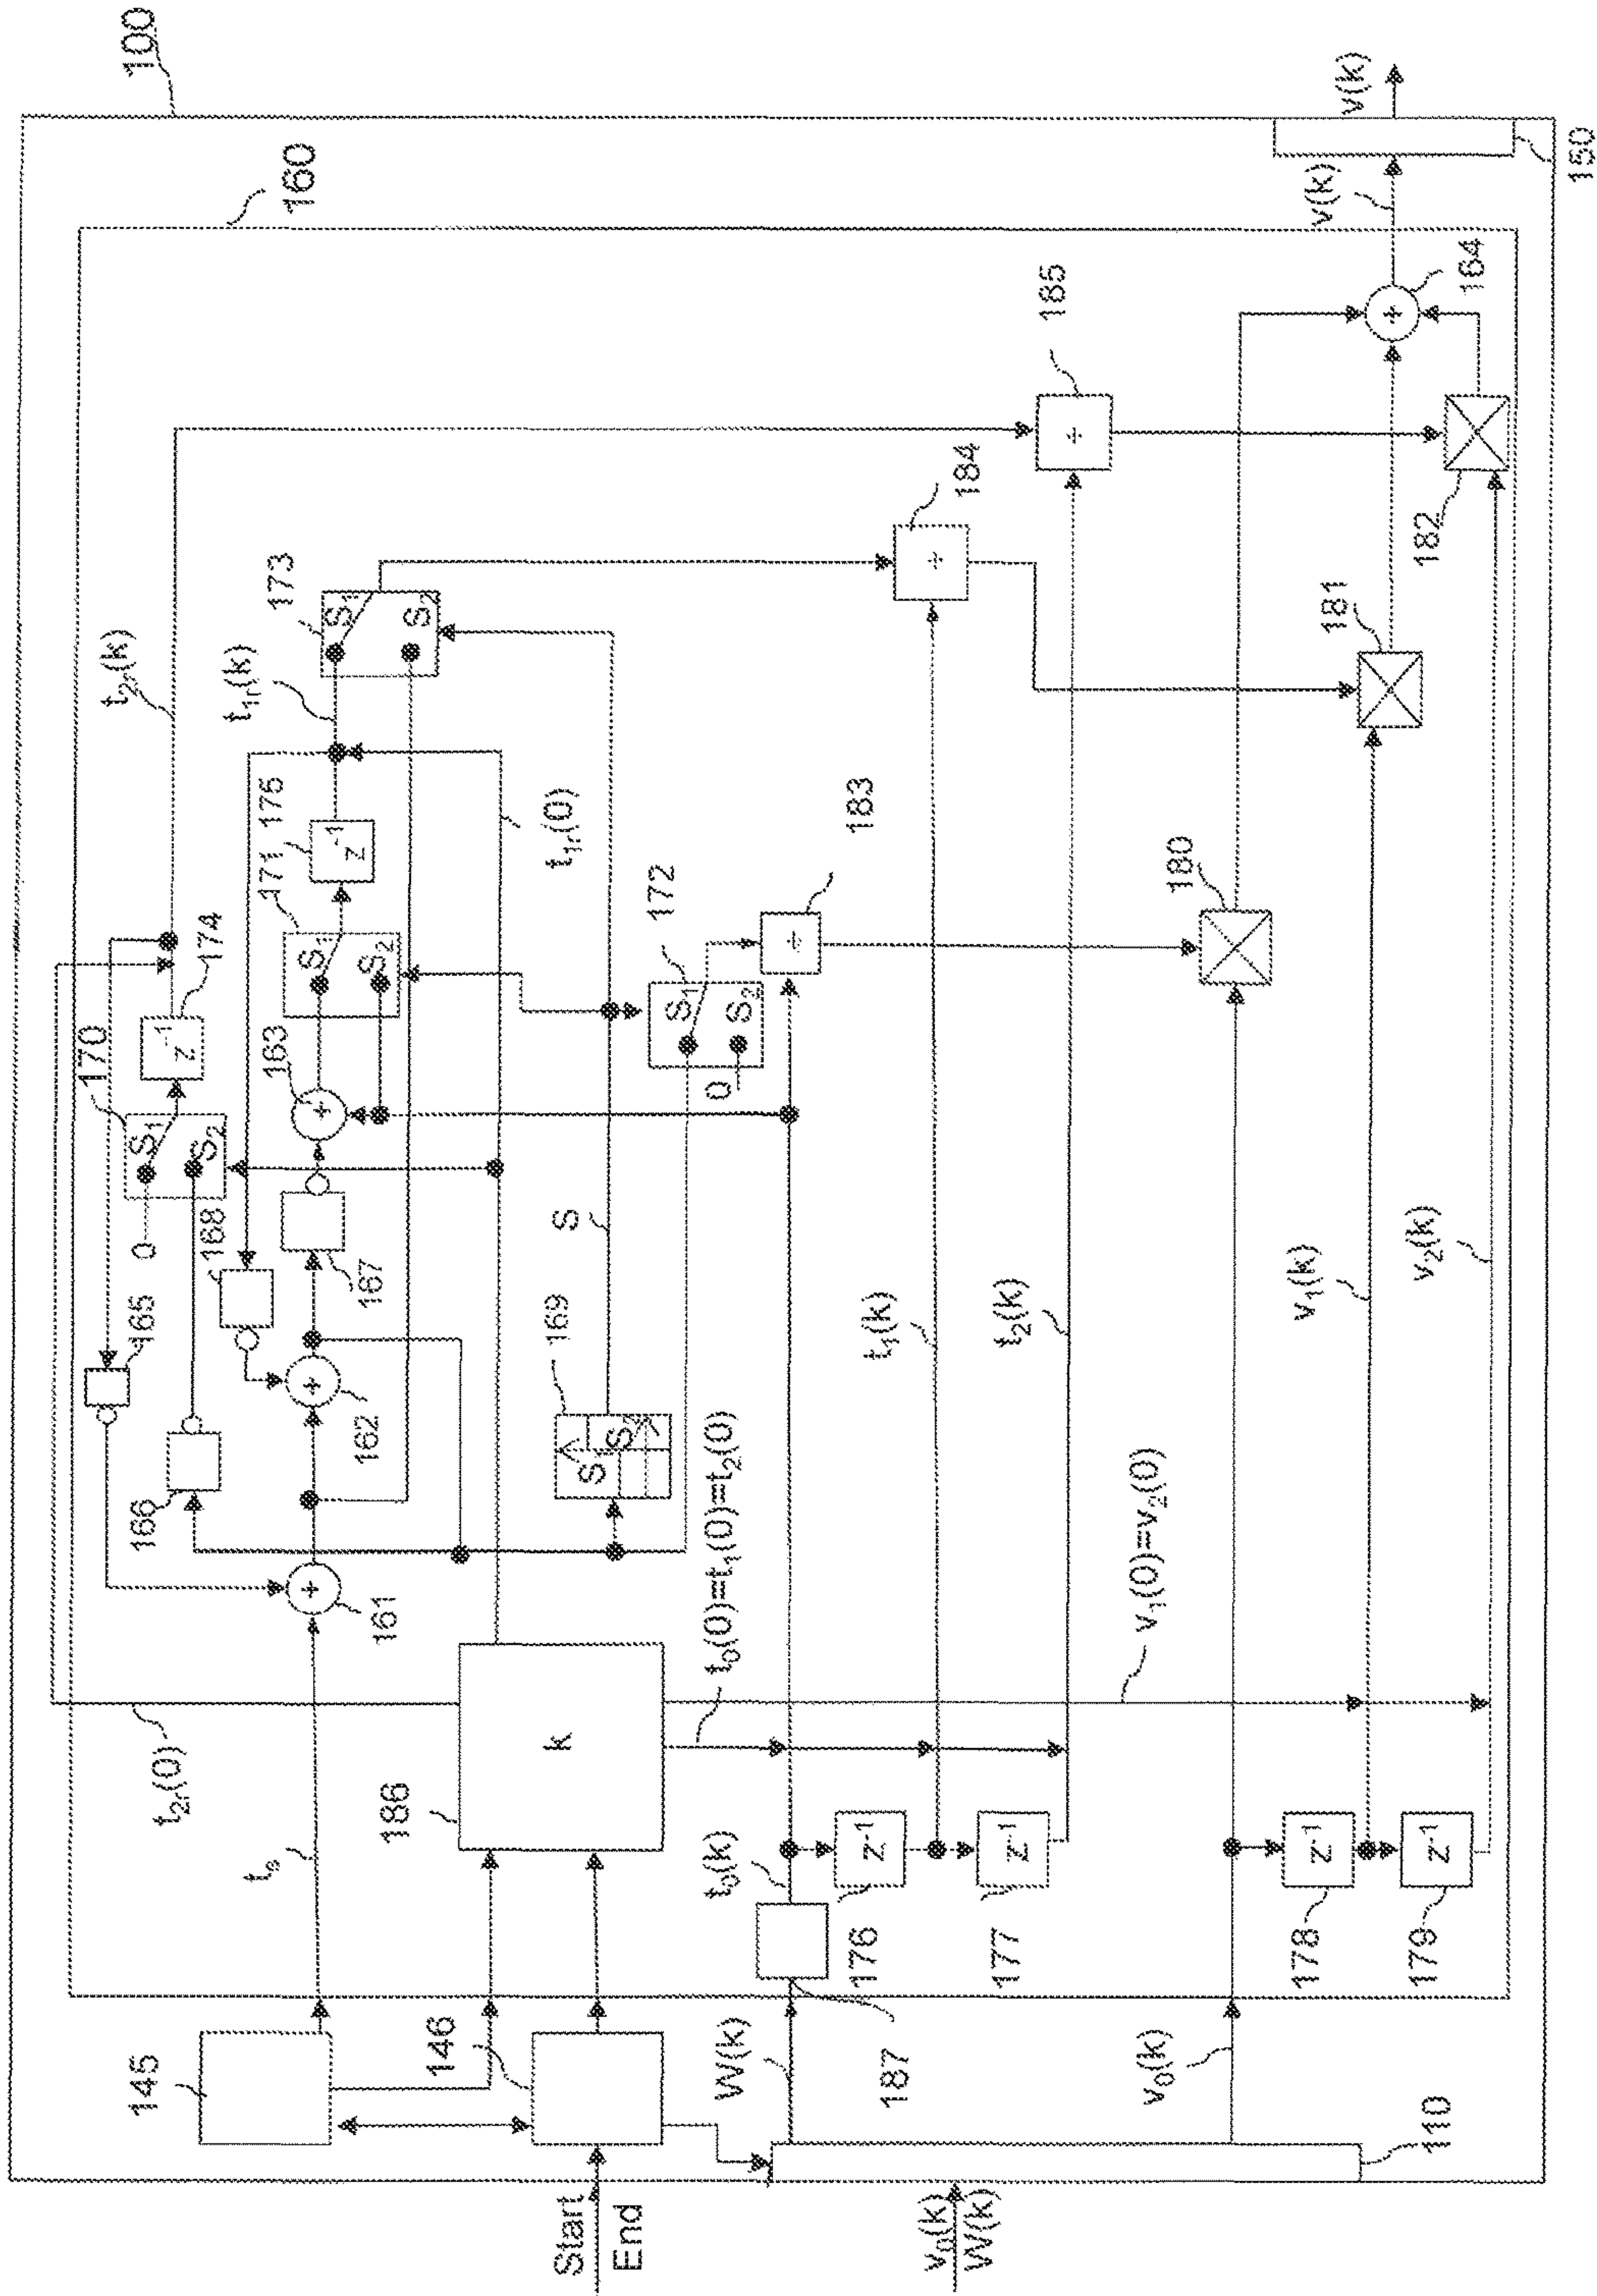 100
160
v(k)
v(k)
150
164
+
185
÷
184
÷
182
181
180
183
÷
173
S₁
S₂
t₂ᵣ(k)
t₁ᵣ(k)
t₁ᵣ(0)
175
z⁻¹
171
S₁
S₂
172
S₁
S₂
0
174
z⁻¹
170
S₁
S₂
0
163
+
168
167
165
166
162
+
161
+
S
169
S₁
S₂
t₁(k)
t₂(k)
v₁(k)
v₂(k)
t₀(0)=t₁(0)=t₂(0)
v₁(0)=v₂(0)
t₂ᵣ(0)
tₛ
186
k
t₀(k)
z⁻¹
z⁻¹
176
177
z⁻¹
z⁻¹
178
179
145
146
W(k)
187
v₀(k)
110
Start
End
v₀(k)
W(k)